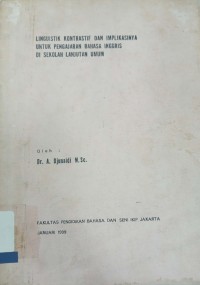 LINGUISTIK KONTRASTIF DAN IMPLIKASINYA
UNTUK PENGAJARAN BAHASA INGGRIS
DI SEKOLAH LANJUTAN UMUM
Oleh :
Dr. A. M.Sc.
FAKULTAS PENDIDIKAN BAHASA DAN SENI IKIP JAKARTA
JANUARI